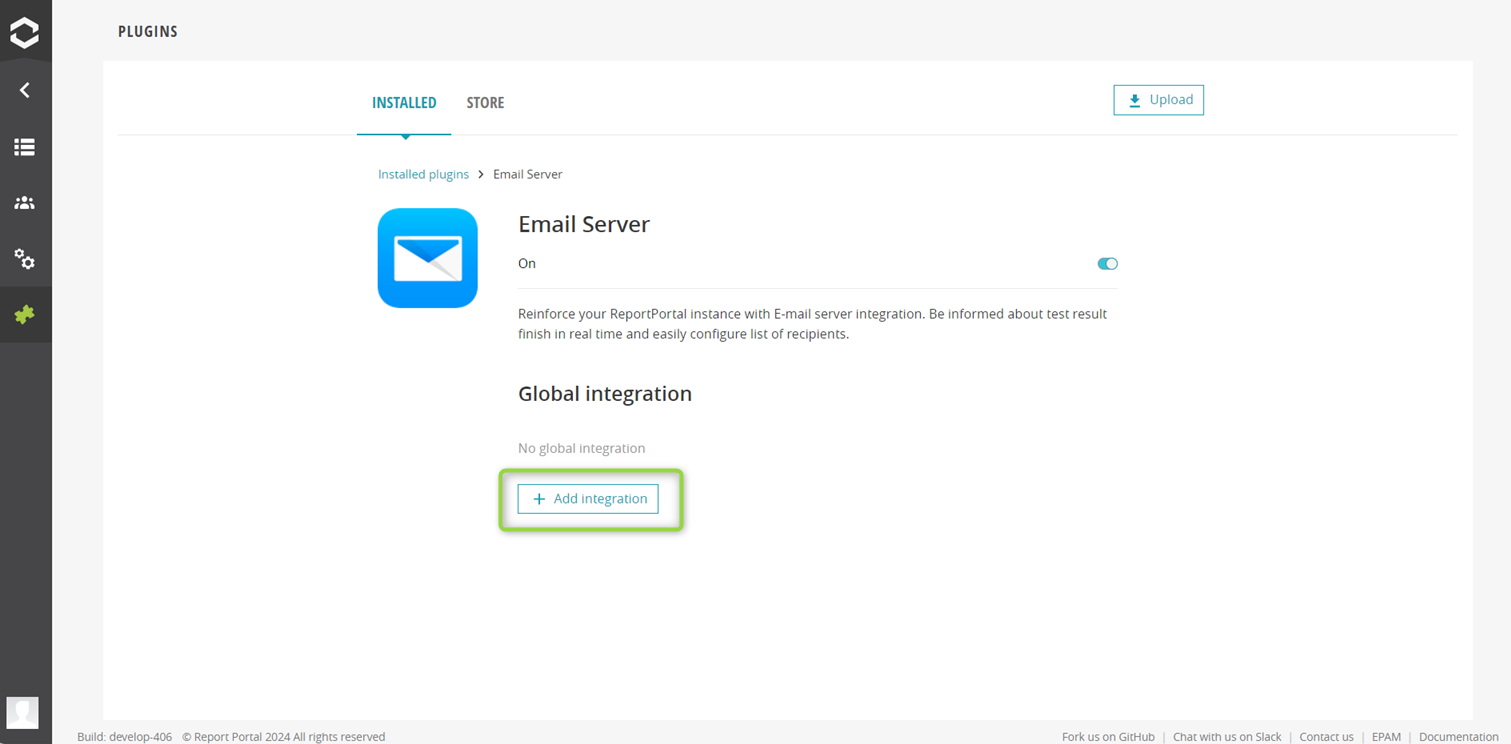 PLUGINS
INSTALLED STORE
Upload
Installed plugins > Email Server
Email Server
On
Reinforce your ReportPortal instance with E-mail server integration. Be informed about test result
finish in real time and easily configure list of recipients.
Global integration
No global integration
+ Add integration
Build: develop-406 © Report Portal 2024 All rights reserved
Fork us on GitHub | Chat with us on Slack | Contact us | EPAM | Documentation